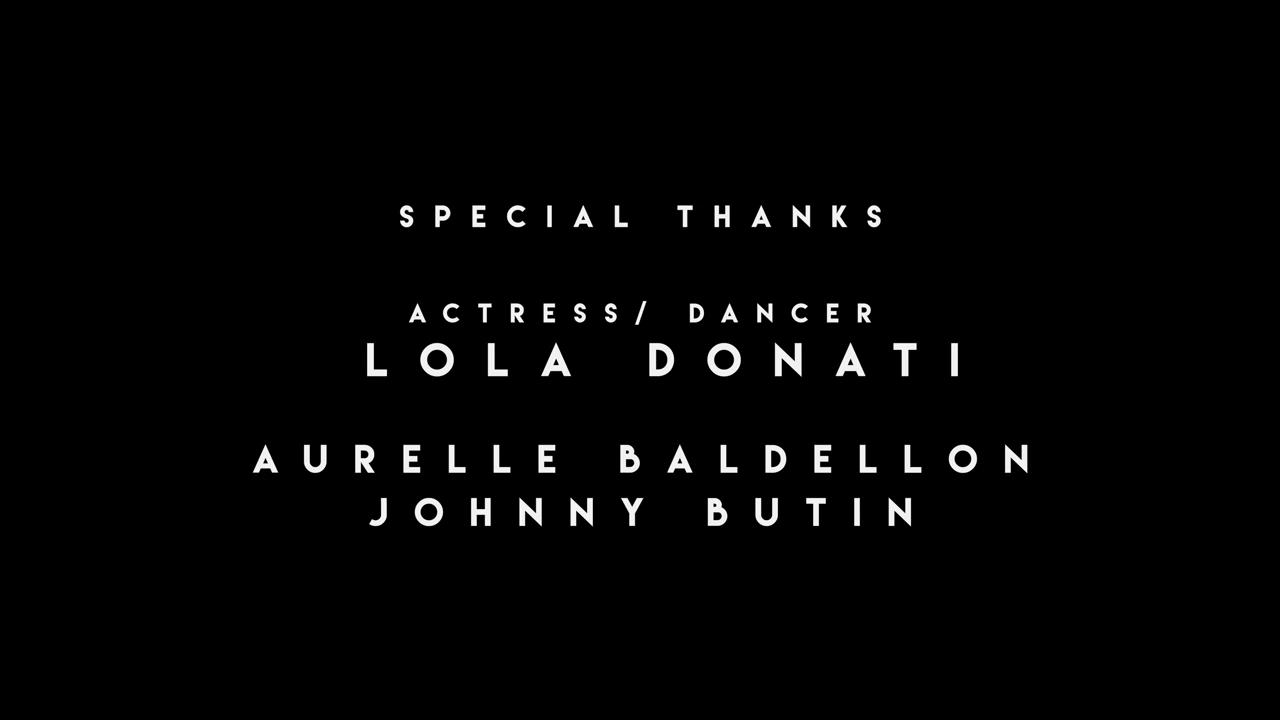 SPECIAL THANKS
ACTRESS/ DANCER
LOLA DONATI
AURELLE BALDELLON
JOHNNY BUTIN